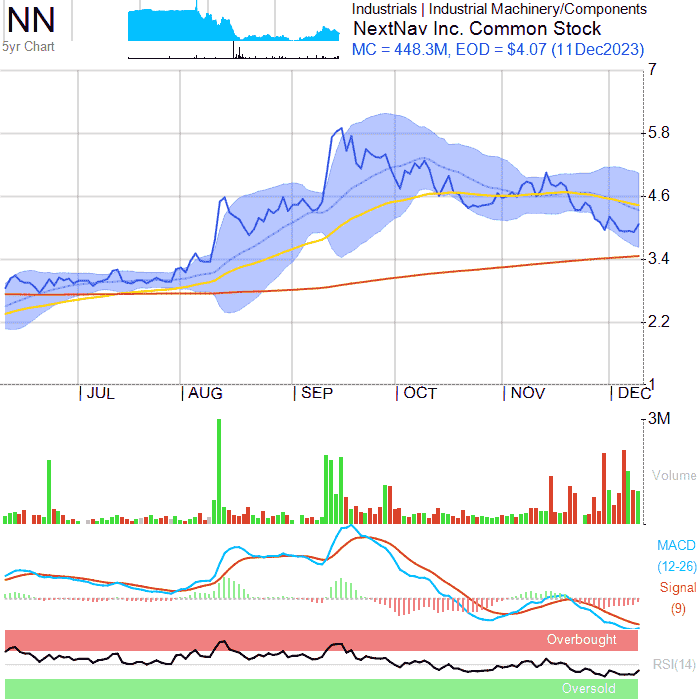 NN
5yr Chart
Industrials | Industrial Machinery/Components
NextNav Inc. Common Stock
MC = 448.3M, EOD = $4.07 (11Dec2023)
7
5.8
4.6
3.4
2.2
1
JUL
AUG
SEP
OCT
NOV
DEC
3M
Volume
MACD
(12-26)
Signal
(9)
Overbought
RSI(14)
Oversold